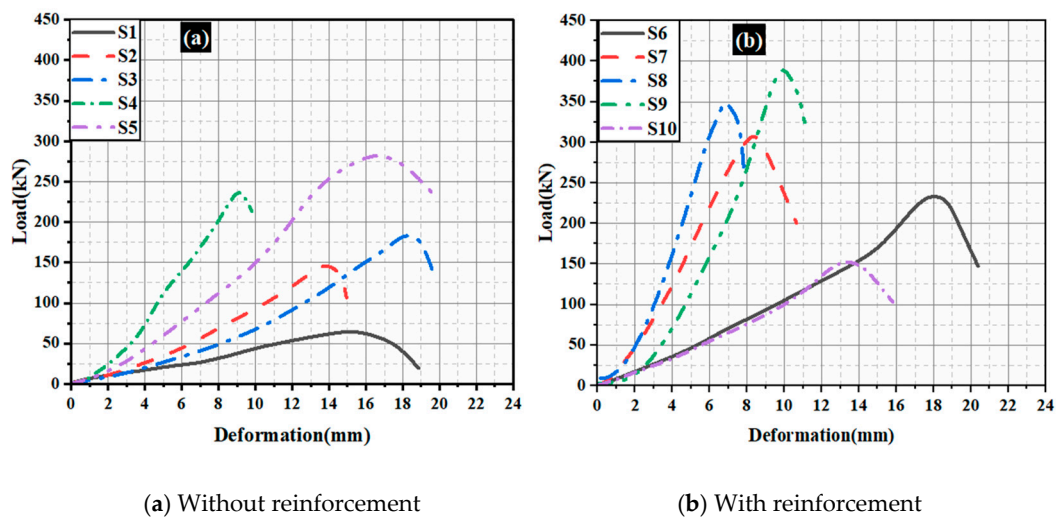 450
400
350
300
250
200
150
100
50
0
Load(kN)
S1
S2
S3
S4
S5
(a)
0 2 4 6 8 10 12 14 16 18 20 22 24
Deformation(mm)
(a) Without reinforcement
450
400
350
300
250
200
150
100
50
0
Load(kN)
S6
S7
S8
S9
S10
(b)
0 2 4 6 8 10 12 14 16 18 20 22 24
Deformation(mm)
(b) With reinforcement